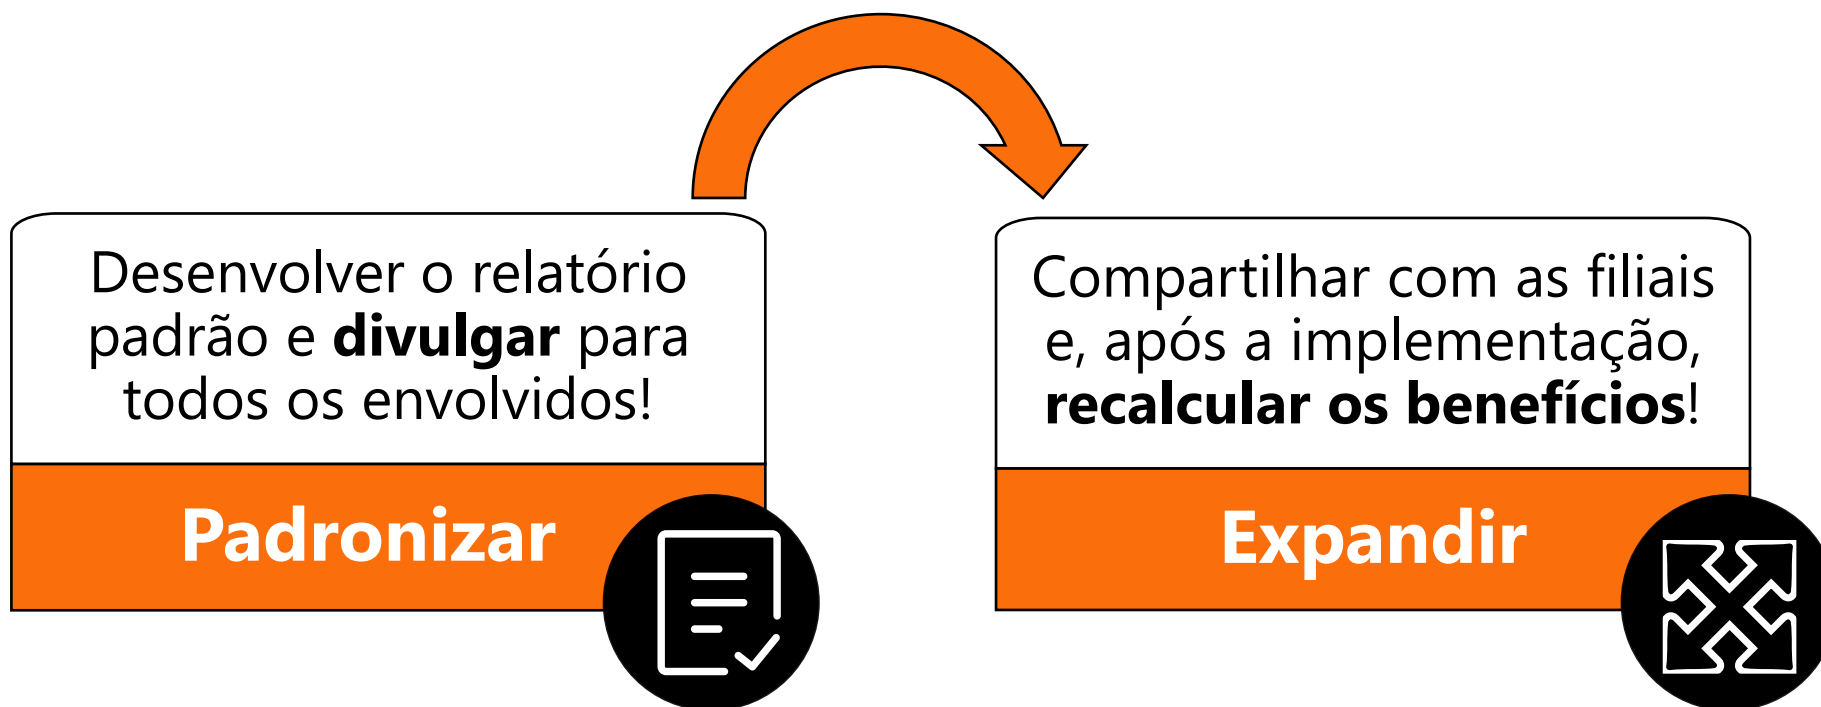 Desenvolver o relatório
padrão e divulgar para
todos os envolvidos!
Padronizar
Compartilhar com as filiais
e, após a implementação,
recalcular os benefícios!
Expandir